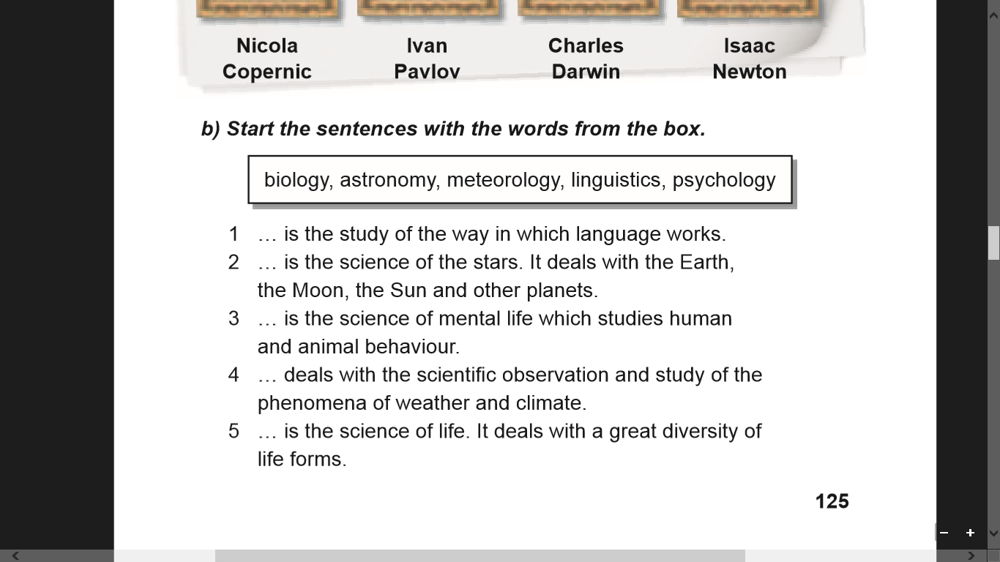 Nicola Copernic
Ivan Pavlov
Charles Darwin
Isaac Newton
b) Start the sentences with the words from the box.
biology, astronomy, meteorology, linguistics, psychology
1 … is the study of the way in which language works.
2 … is the science of the stars. It deals with the Earth,
the Moon, the Sun and other planets.
3 … is the science of mental life which studies human
and animal behaviour.
4 … deals with the scientific observation and study of the
phenomena of weather and climate.
5 … is the science of life. It deals with a great diversity of
life forms.
125